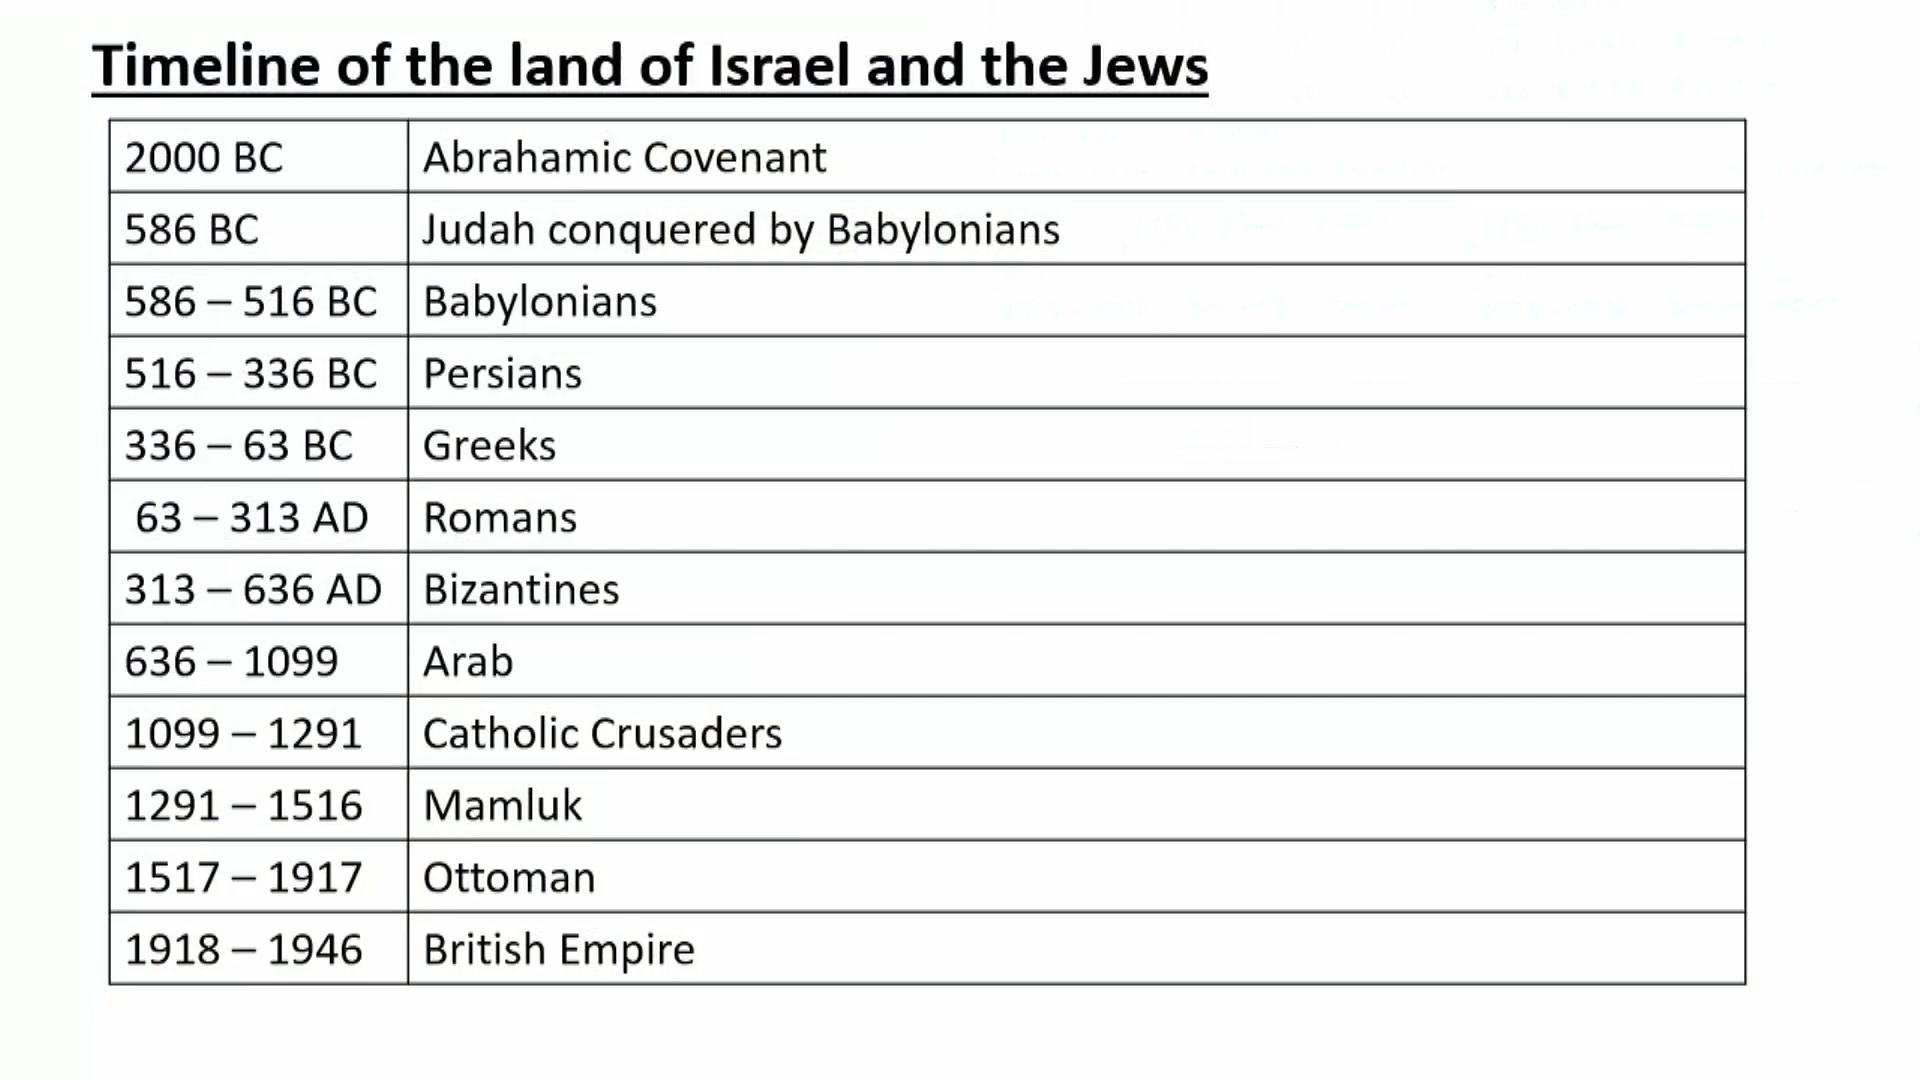 Timeline of the land of Israel and the Jews
2000 BC Abrahamic Covenant
586 BC Judah conquered by Babylonians
586 – 516 BC Babylonians
516 – 336 BC Persians
336 – 63 BC Greeks
63 – 313 AD Romans
313 – 636 AD Bizantines
636 – 1099 Arab
1099 – 1291 Catholic Crusaders
1291 – 1516 Mamluk
1517 – 1917 Ottoman
1918 – 1946 British Empire